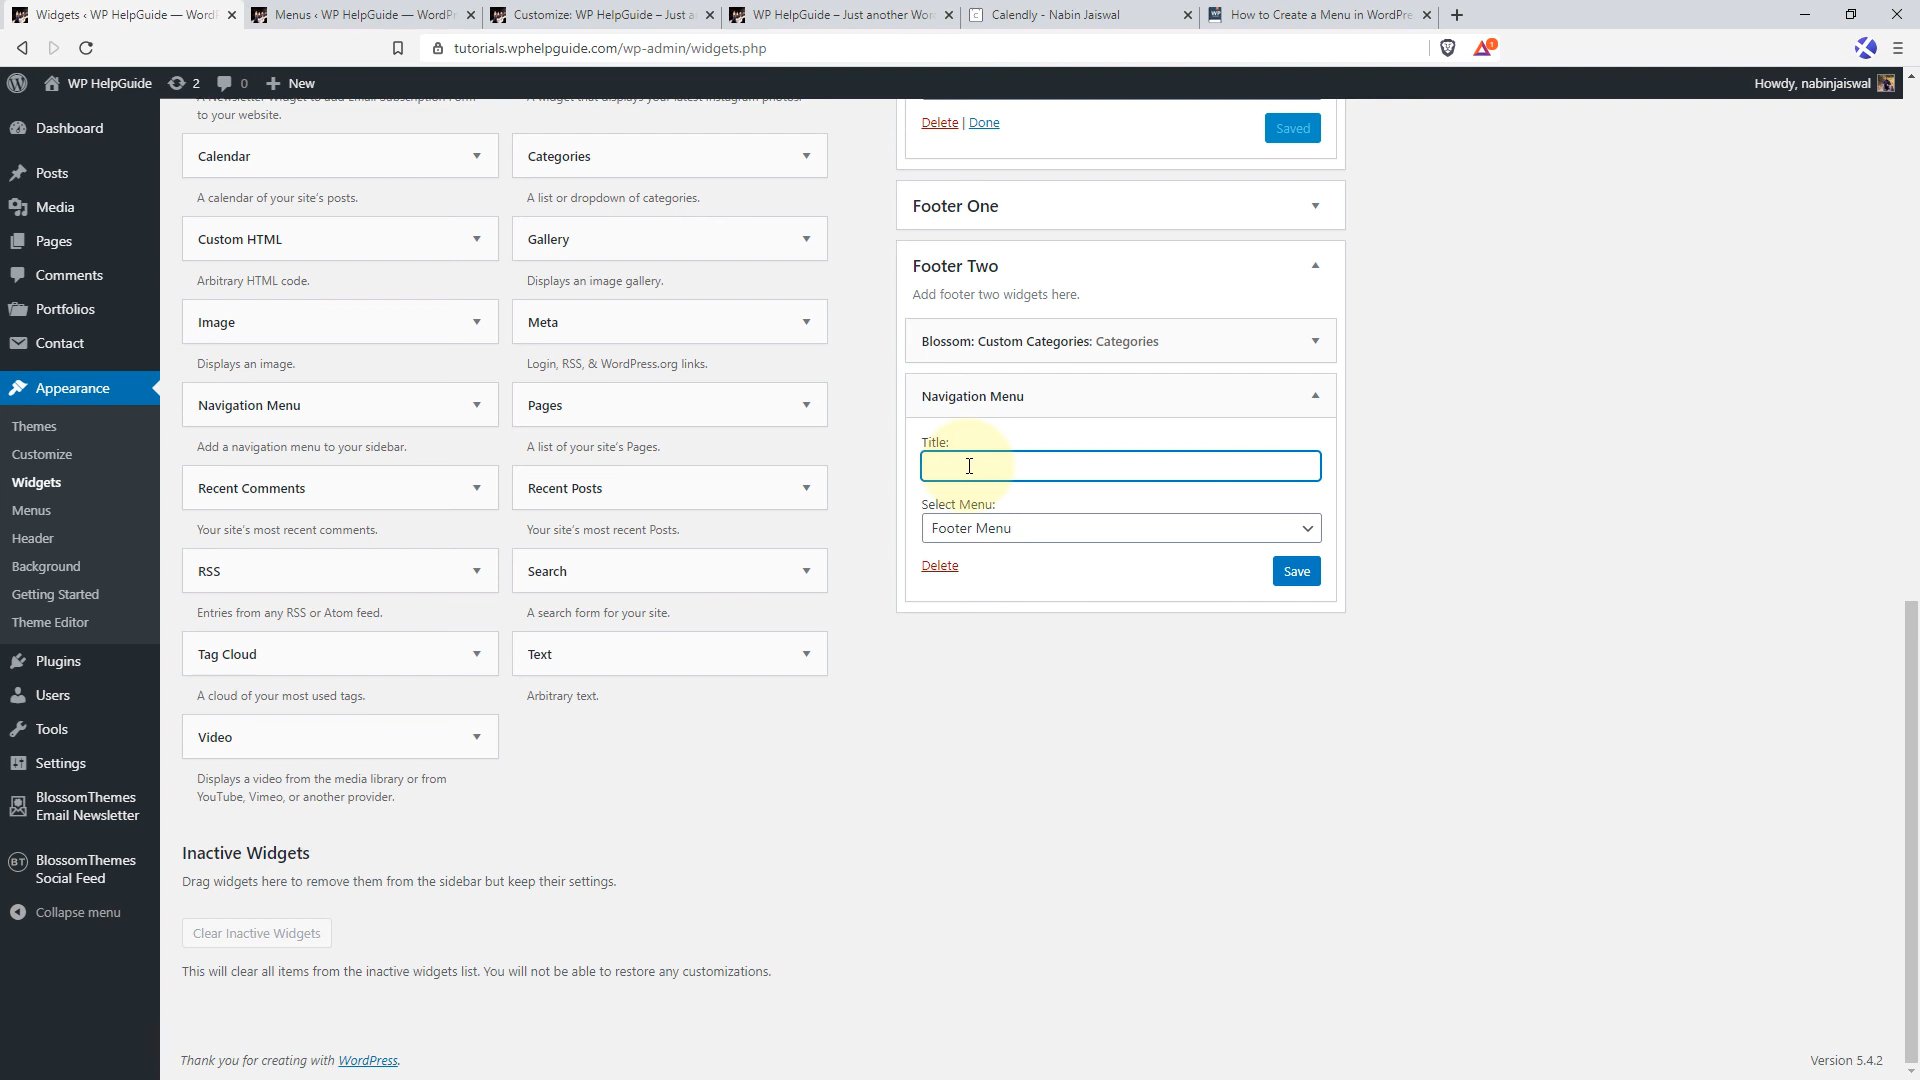 Widgets ‹ WP HelpGuide — Word
Menus ‹ WP HelpGuide — WordPr
Customize: WP HelpGuide – Just a
WP HelpGuide – Just another Wor
Calendly - Nabin Jaiswal
How to Create a Menu in WordPre
tutorials.wphelpguide.com/wp-admin/widgets.php
1
WP HelpGuide
2
0
New
Howdy, nabinjaiswal
Dashboard
Posts
Media
Pages
Comments
Portfolios
Contact
Appearance
Themes
Customize
Widgets
Menus
Header
Background
Getting Started
Theme Editor
Plugins
Users
Tools
Settings
BlossomThemes
Email Newsletter
BT
BlossomThemes
Social Feed
Collapse menu
A Newsletter Widget to add Email Subscription Form
to your website.
A widget that displays your latest Instagram photos.
Calendar
A calendar of your site's posts.
Categories
A list or dropdown of categories.
Custom HTML
Arbitrary HTML code.
Gallery
Displays an image gallery.
Image
Displays an image.
Meta
Login, RSS, & WordPress.org links.
Navigation Menu
Add a navigation menu to your sidebar.
Pages
A list of your site's Pages.
Recent Comments
Your site's most recent comments.
Recent Posts
Your site's most recent Posts.
RSS
Entries from any RSS or Atom feed.
Search
A search form for your site.
Tag Cloud
A cloud of your most used tags.
Text
Arbitrary text.
Video
Displays a video from the media library or from
YouTube, Vimeo, or another provider.
Inactive Widgets
Drag widgets here to remove them from the sidebar but keep their settings.
Clear Inactive Widgets
This will clear all items from the inactive widgets list. You will not be able to restore any customizations.
Delete | Done
Saved
Footer One
Footer Two
Add footer two widgets here.
Blossom: Custom Categories: Categories
Navigation Menu
Title:
Select Menu:
Footer Menu
Delete
Save
Thank you for creating with WordPress.
Version 5.4.2